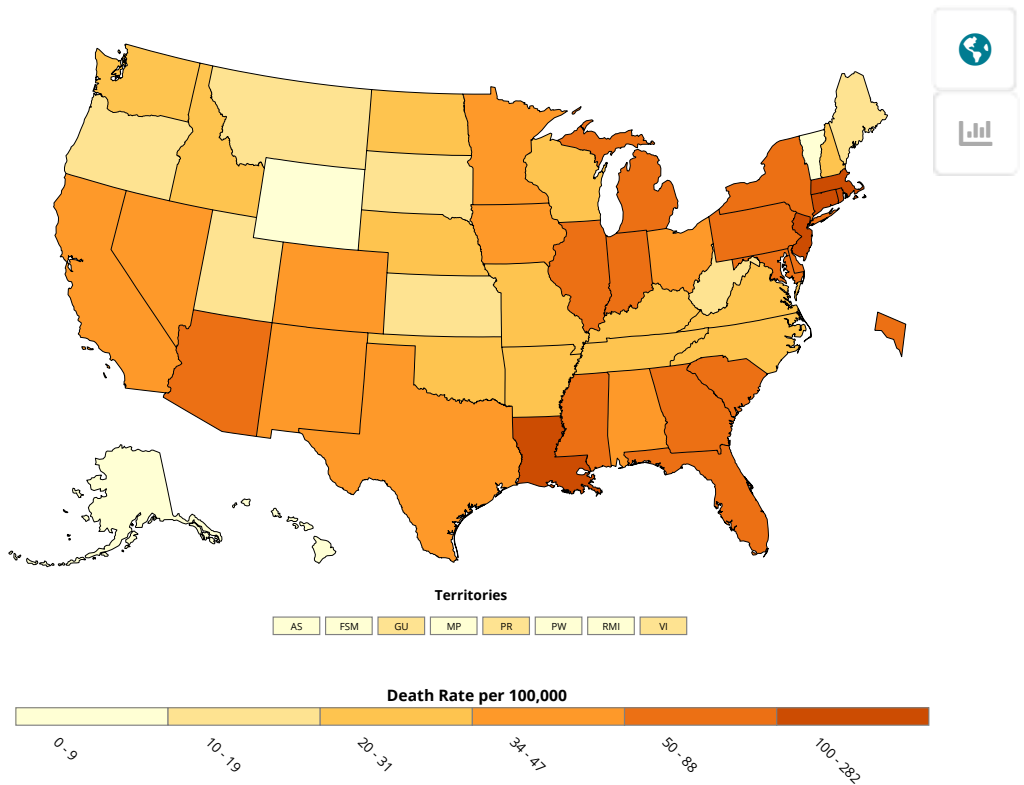 Territories
AS FSM GU MP PR PW RMI VI
Death Rate per 100,000
0 - 9 10 - 19 20 - 31 34 - 47 50 - 88 100 - 282